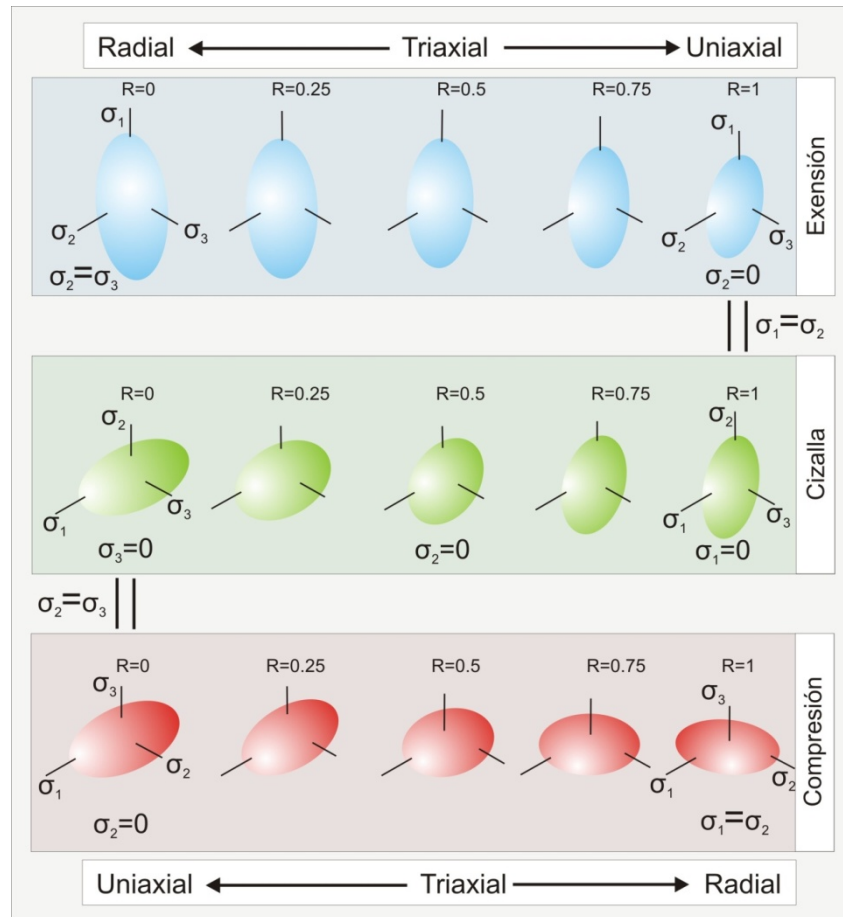 Radial Triaxial Uniaxial
R=0 R=0.25 R=0.5 R=0.75 R=1
σ₁ σ₁
σ₂ σ₃ σ₂ σ₃
σ₂=σ₃ σ₂=0
Exensión
σ₁=σ₂
R=0 R=0.25 R=0.5 R=0.75 R=1
σ₂ σ₂
σ₁ σ₃ σ₁ σ₃
σ₃=0 σ₂=0 σ₁=0
Cizalla
σ₂=σ₃
R=0 R=0.25 R=0.5 R=0.75 R=1
σ₃ σ₃
σ₁ σ₂ σ₁ σ₂
σ₂=0 σ₁=σ₂
Compresión
Uniaxial Triaxial Radial